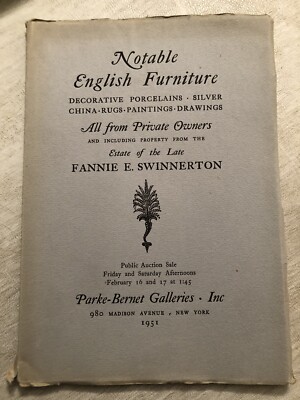 Notable
English Furniture
DECORATIVE PORCELAINS · SILVER
CHINA · RUGS · PAINTINGS · DRAWINGS
All from Private Owners
AND INCLUDING PROPERTY FROM THE
Estate of the Late
FANNIE E. SWINNERTON
Public Auction Sale
Friday and Saturday Afternoons
February 16 and 17 at 1:45
Parke-Bernet Galleries · Inc
980 MADISON AVENUE · NEW YORK
1951